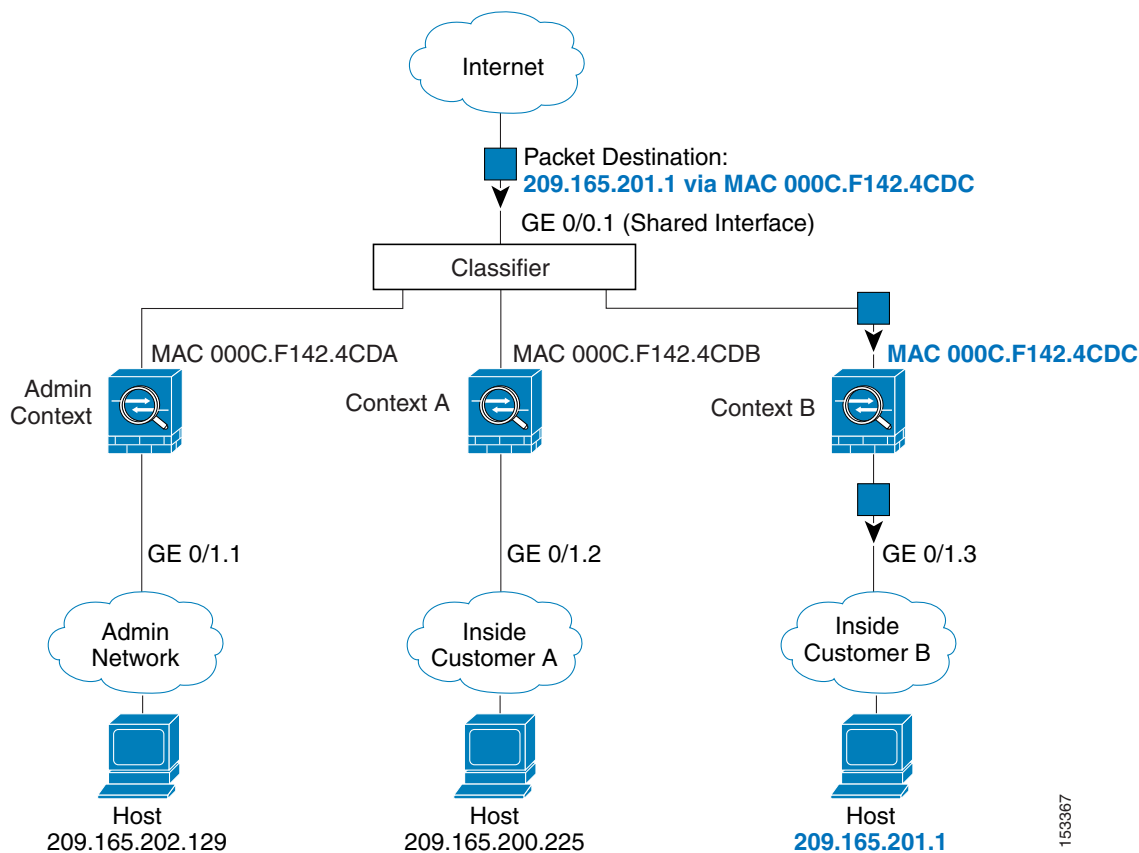 Internet
Packet Destination:
209.165.201.1 via MAC 000C.F142.4CDC
GE 0/0.1 (Shared Interface)
Classifier
MAC 000C.F142.4CDA
MAC 000C.F142.4CDB
MAC 000C.F142.4CDC
Admin
Context
Context A
Context B
GE 0/1.1
GE 0/1.2
GE 0/1.3
Admin
Network
Inside
Customer A
Inside
Customer B
Host
209.165.202.129
Host
209.165.200.225
Host
209.165.201.1
153367